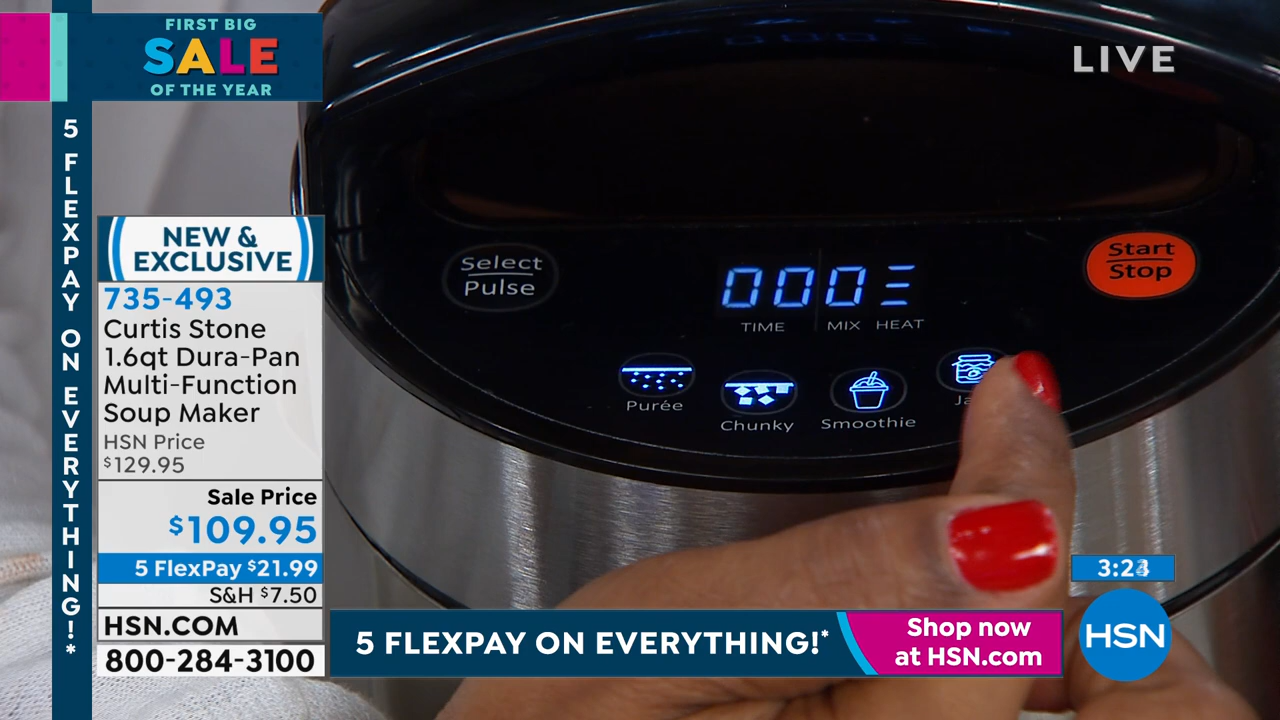 FIRST BIG
SALE
OF THE YEAR
LIVE
5 FLEXPAY ON EVERYTHING!*
NEW &
EXCLUSIVE
735-493
Curtis Stone
1.6qt Dura-Pan
Multi-Function
Soup Maker
HSN Price
$129.95
Sale Price
$109.95
5 FlexPay $21.99
S&H $7.50
HSN.COM
800-284-3100
Select
Pulse
000
TIME
MIX
HEAT
Start
Stop
Purée
Chunky
Smoothie
5 FLEXPAY ON EVERYTHING!*
Shop now
at HSN.com
HSN